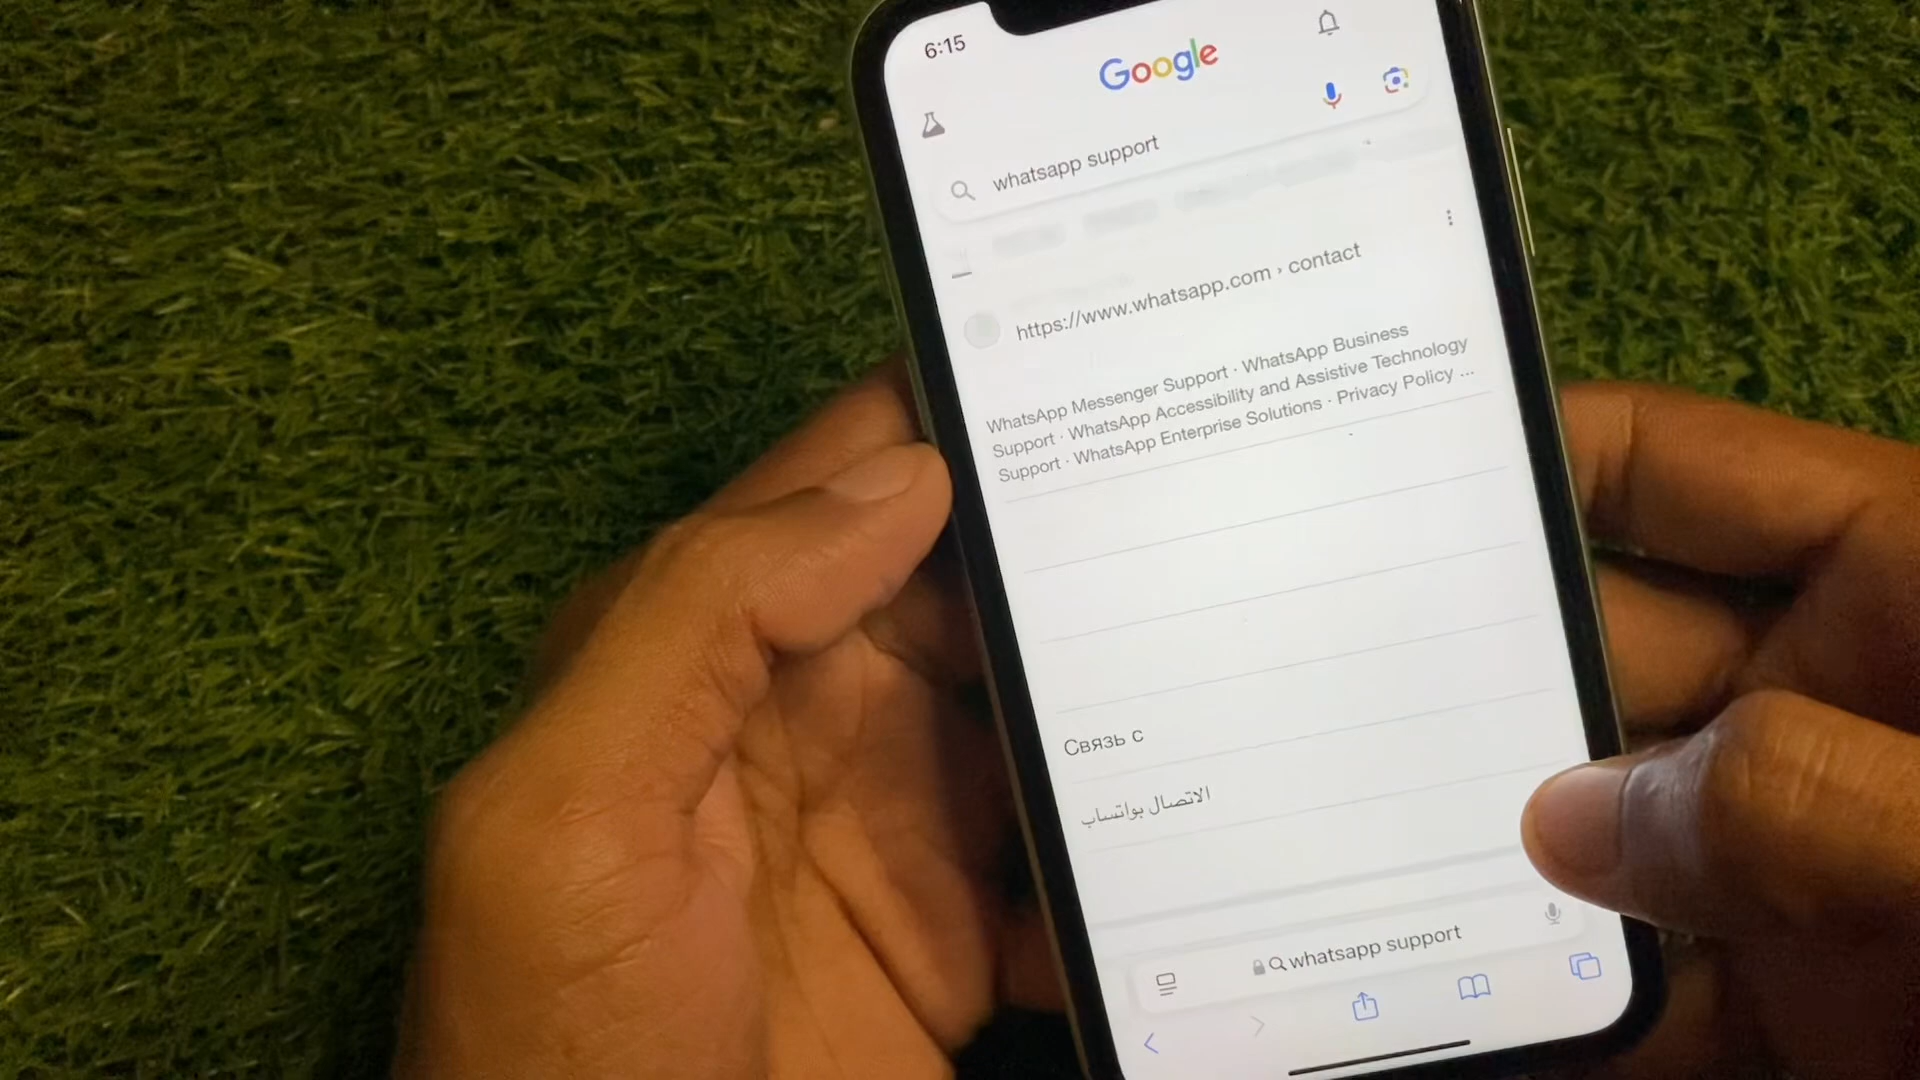 6:15
Google
whatsapp support
https://www.whatsapp.com › contact
WhatsApp Messenger Support · WhatsApp Business
Support · WhatsApp Accessibility and Assistive Technology
Support · WhatsApp Enterprise Solutions · Privacy Policy ...
Связь с
الاتصال بواتساب
whatsapp support